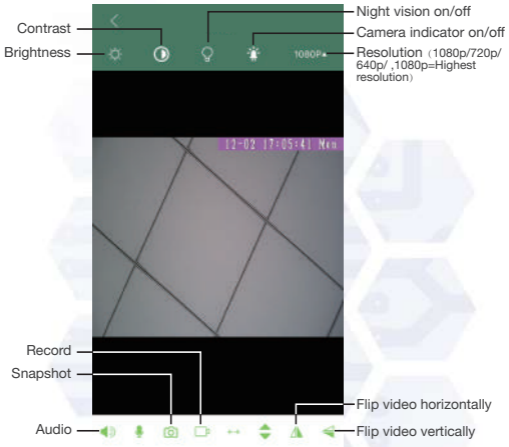 Contrast
Brightness
Night vision on/off
Camera indicator on/off
Resolution（1080p/720p/
640p/ ,1080p=Highest
resolution）
1080P
12-02 17:05:41 Mon
Record
Snapshot
Audio
Flip video horizontally
Flip video vertically